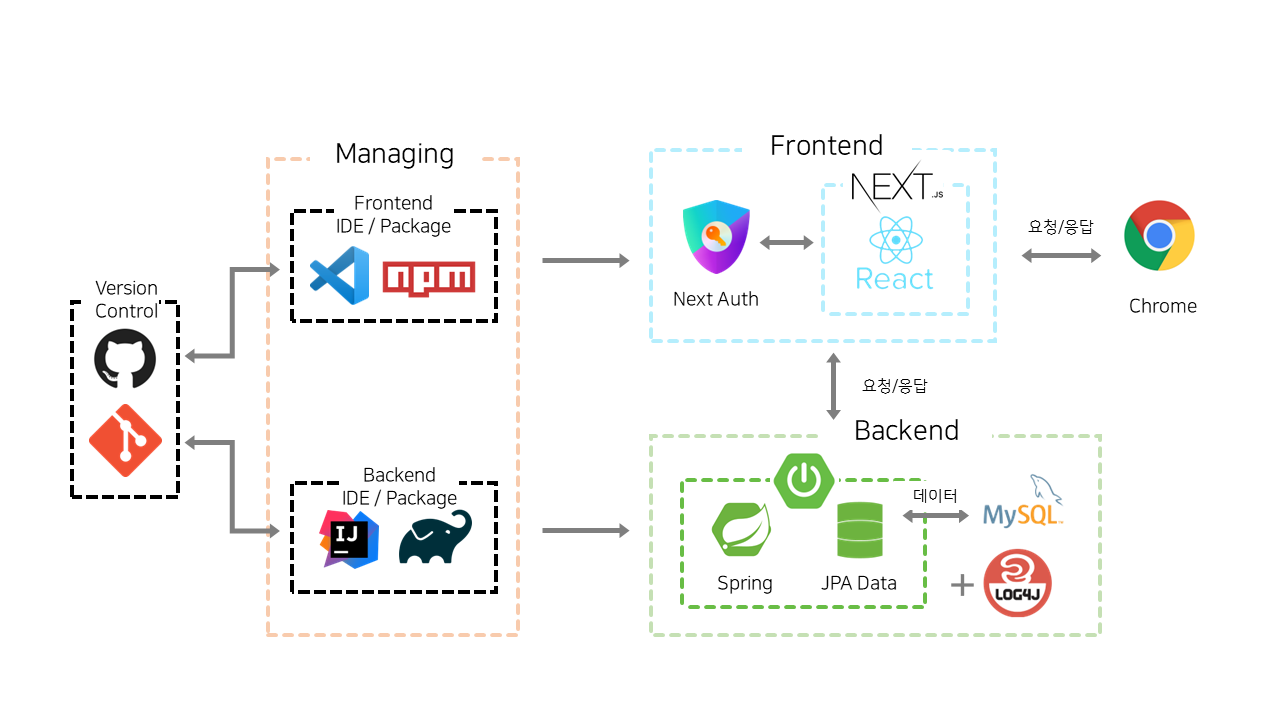 Managing
Frontend
IDE / Package
npm
Version
Control
Backend
IDE / Package
IJ
Frontend
NEXT.JS
React
Next Auth
요청/응답
Chrome
요청/응답
Backend
데이터
MySQL™
Spring
JPA Data
+
LOG4J